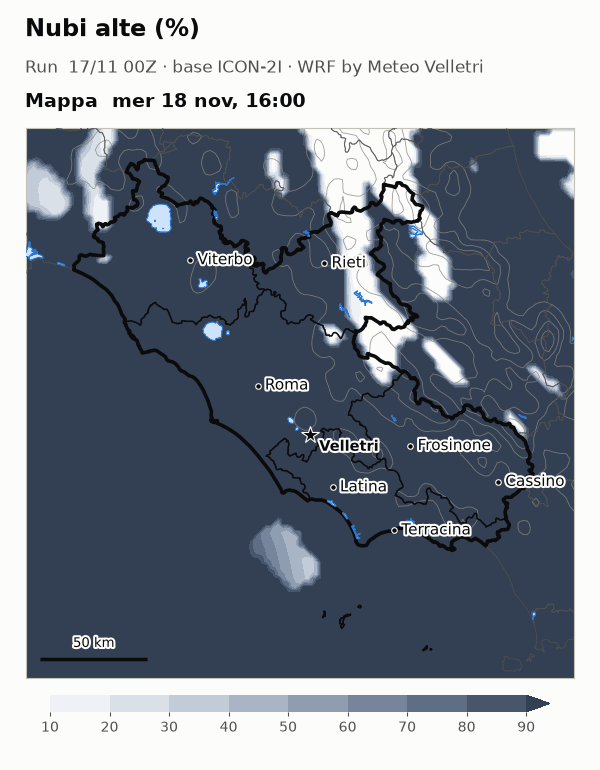 Nubi alte (%)
Run  17/11 00Z · base ICON-2I · WRF by Meteo Velletri
Mappa  mer 18 nov, 16:00
Viterbo
Rieti
Roma
Velletri
Frosinone
Latina
Cassino
Terracina
50 km
10 20 30 40 50 60 70 80 90